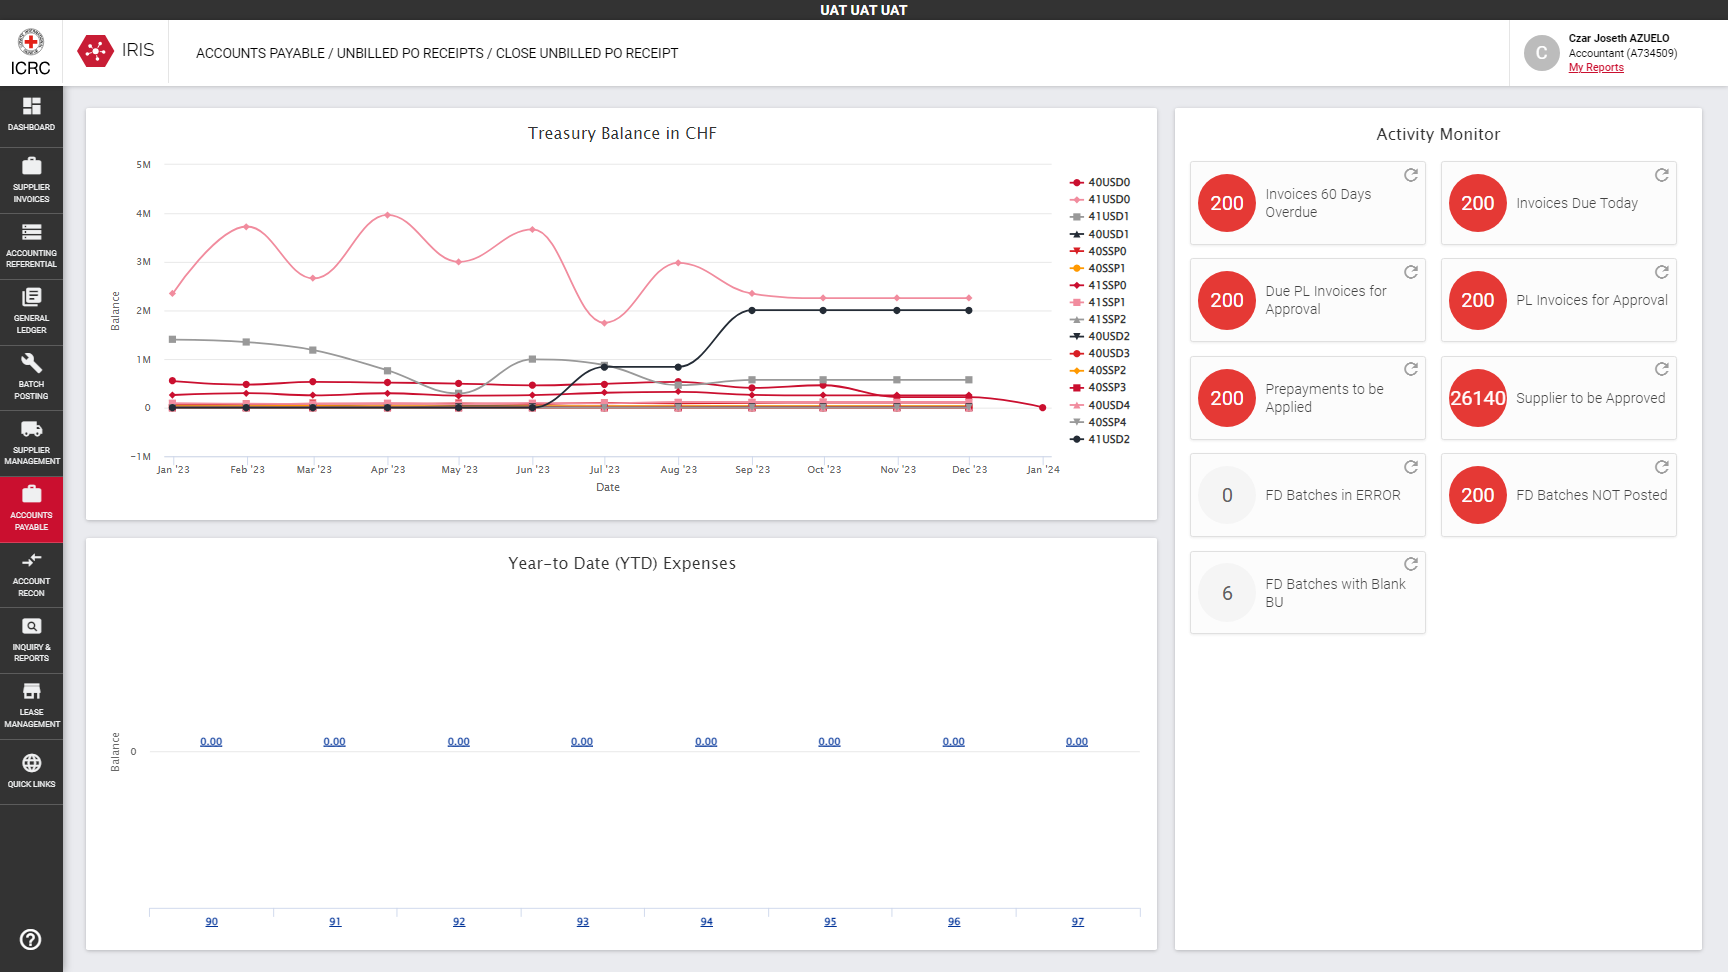 UAT UAT UAT
ICRC
IRIS
ACCOUNTS PAYABLE / UNBILLED PO RECEIPTS / CLOSE UNBILLED PO RECEIPT
C
Czar Joseth AZUELO
Accountant (A734509)
My Reports
DASHBOARD
SUPPLIER
INVOICES
ACCOUNTING
REFERENTIAL
GENERAL
LEDGER
BATCH
POSTING
SUPPLIER
MANAGEMENT
ACCOUNTS
PAYABLE
ACCOUNT
RECON
INQUIRY &
REPORTS
LEASE
MANAGEMENT
QUICK LINKS
Treasury Balance in CHF
5M
4M
3M
2M
1M
0
-1M
Balance
Jan '23 Feb '23 Mar '23 Apr '23 May '23 Jun '23 Jul '23 Aug '23 Sep '23 Oct '23 Nov '23 Dec '23 Jan '24
Date
40USD0
41USD0
41USD1
40USD1
40SSP0
40SSP1
41SSP0
41SSP1
41SSP2
40USD2
40USD3
40SSP2
40SSP3
40USD4
40SSP4
41USD2
Year-to Date (YTD) Expenses
Balance
0
0.00 0.00 0.00 0.00 0.00 0.00 0.00 0.00
90 91 92 93 94 95 96 97
Activity Monitor
200
Invoices 60 Days
Overdue
200
Invoices Due Today
200
Due PL Invoices for
Approval
200
PL Invoices for Approval
200
Prepayments to be
Applied
26140
Supplier to be Approved
0
FD Batches in ERROR
200
FD Batches NOT Posted
6
FD Batches with Blank
BU